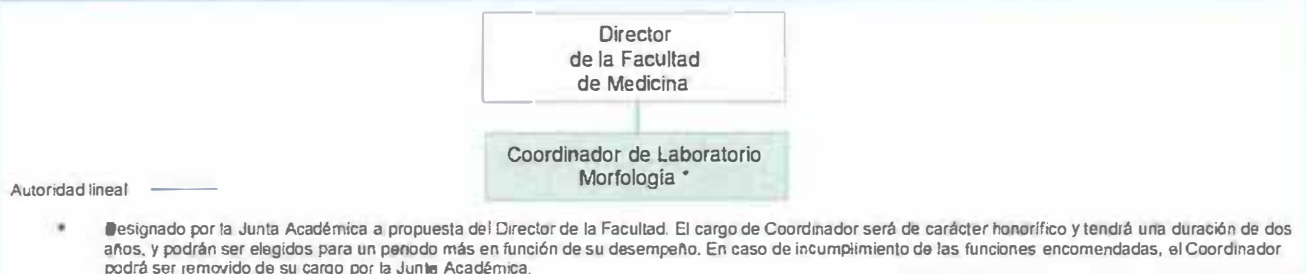 Director
de la Facultad
de Medicina
Coordinador de Laboratorio
Morfología *
Autoridad lineal
* Designado por la Junta Académica a propuesta del Director de la Facultad. El cargo de Coordinador será de carácter honorífico y tendrá una duración de dos
años, y podrán ser elegidos para un periodo más en función de su desempeño. En caso de incumplimiento de las funciones encomendadas, el Coordinador
podrá ser removido de su cargo por la Junta Académica.